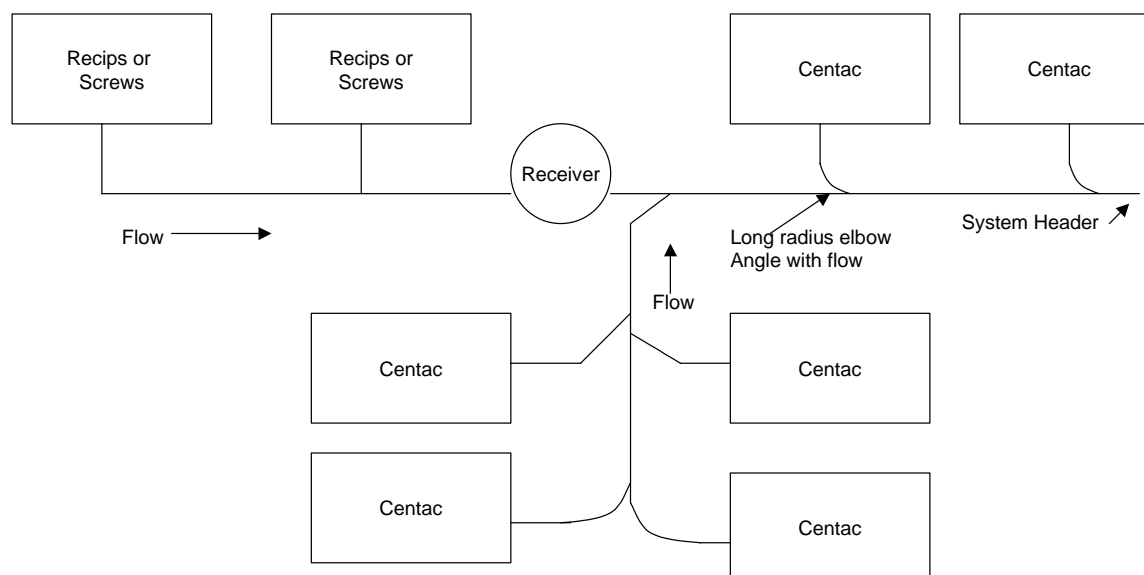 Recips or
Screws
Recips or
Screws
Centac
Centac
Receiver
System Header
Flow
Long radius elbow
Angle with flow
Flow
Centac
Centac
Centac
Centac